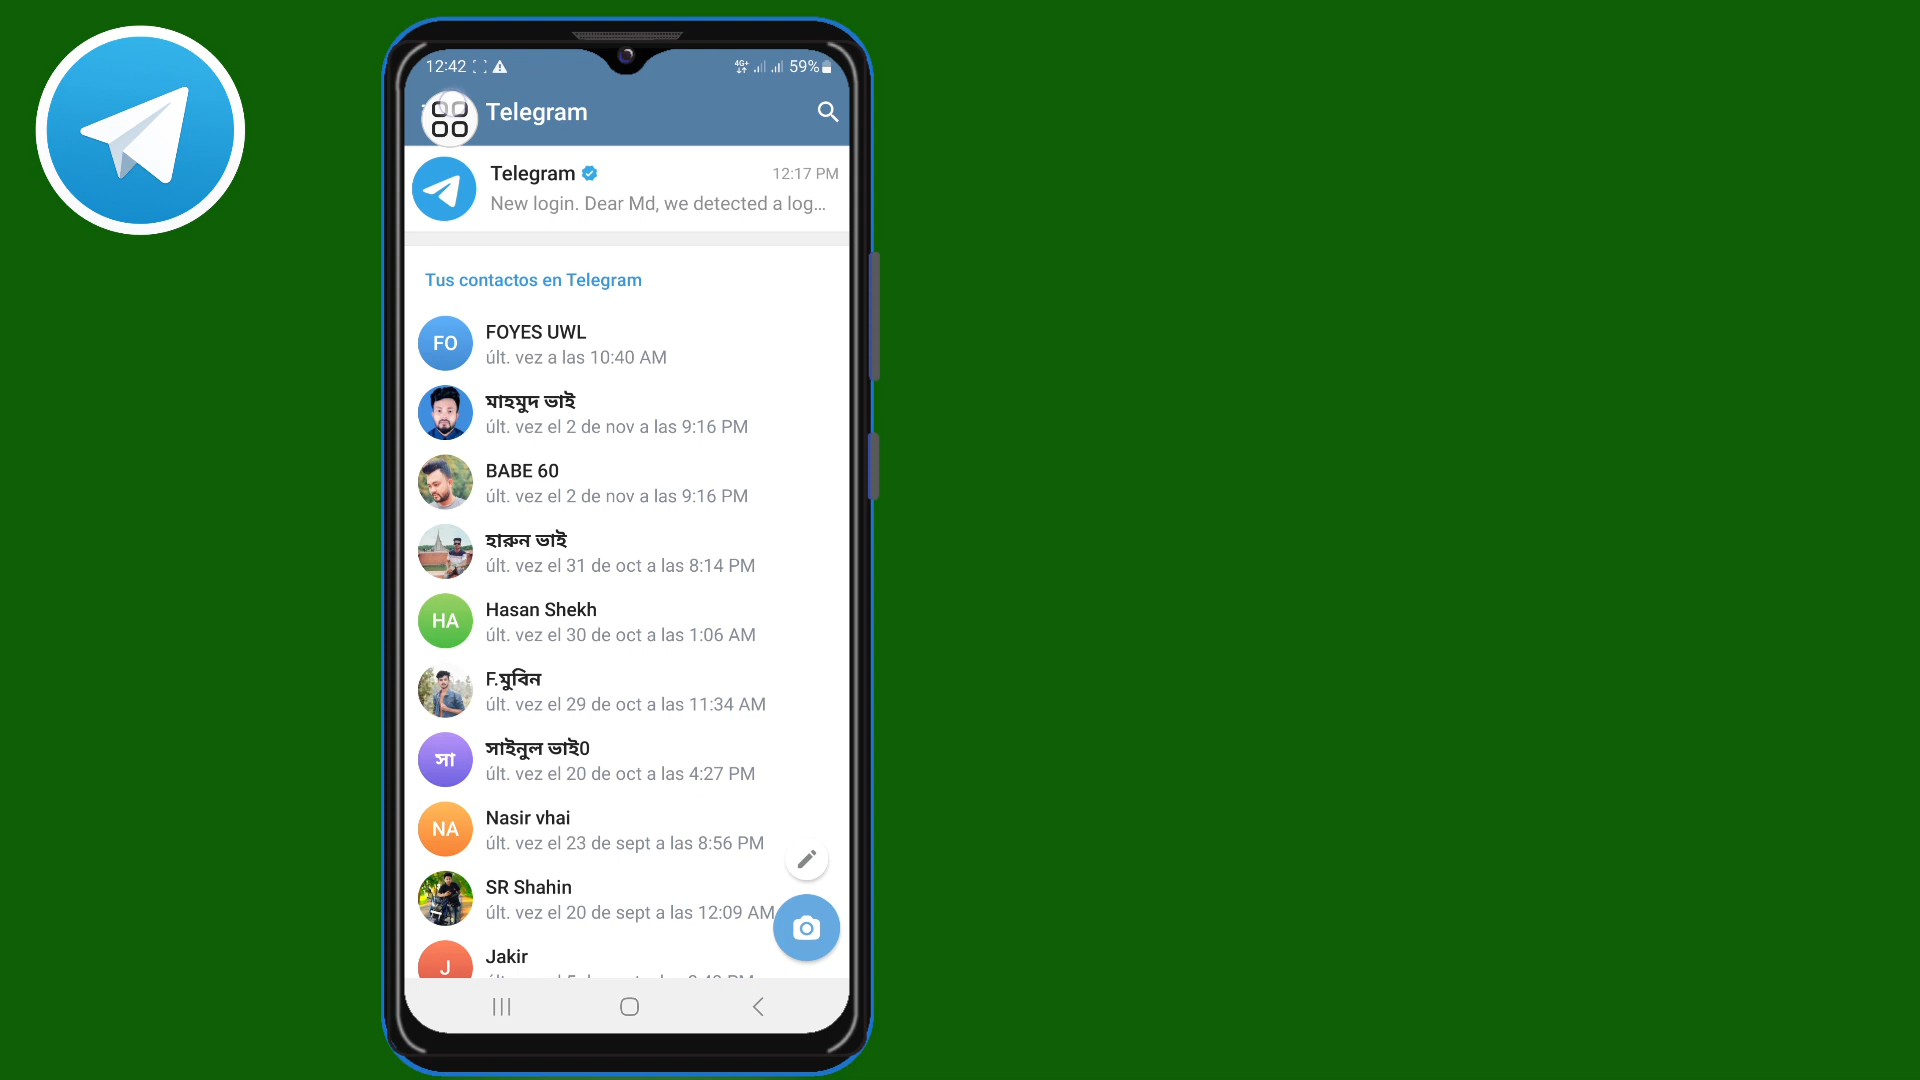 12:42 4G+ 59%
Telegram
Telegram 12:17 PM
New login. Dear Md, we detected a log...
Tus contactos en Telegram
FO FOYES UWL
últ. vez a las 10:40 AM
মাহমুদ ভাই
últ. vez el 2 de nov a las 9:16 PM
BABE 60
últ. vez el 2 de nov a las 9:16 PM
হারুন ভাই
últ. vez el 31 de oct a las 8:14 PM
HA Hasan Shekh
últ. vez el 30 de oct a las 1:06 AM
F.মুবিন
últ. vez el 29 de oct a las 11:34 AM
সা সাইনুল ভাই0
últ. vez el 20 de oct a las 4:27 PM
NA Nasir vhai
últ. vez el 23 de sept a las 8:56 PM
SR Shahin
últ. vez el 20 de sept a las 12:09 AM
J Jakir